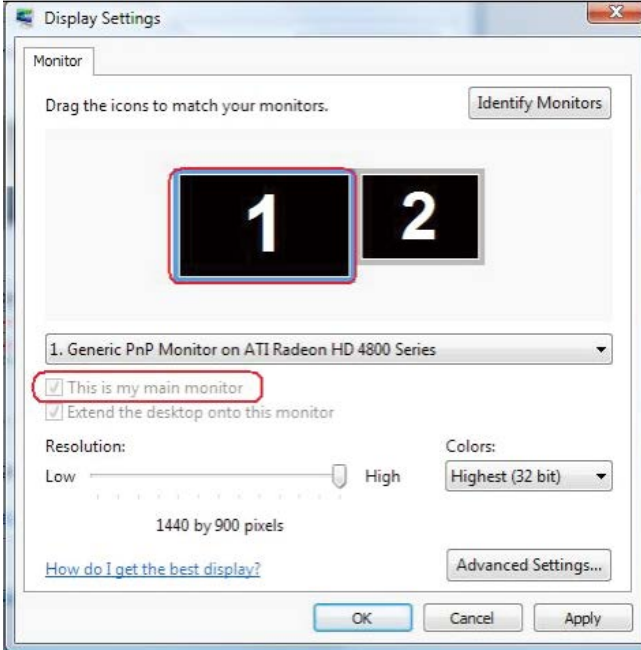 Display Settings
Monitor
Drag the icons to match your monitors.
Identify Monitors
1
2
1. Generic PnP Monitor on ATI Radeon HD 4800 Series
This is my main monitor
Extend the desktop onto this monitor
Resolution:
Colors:
Low
High
Highest (32 bit)
1440 by 900 pixels
How do I get the best display?
Advanced Settings...
OK
Cancel
Apply